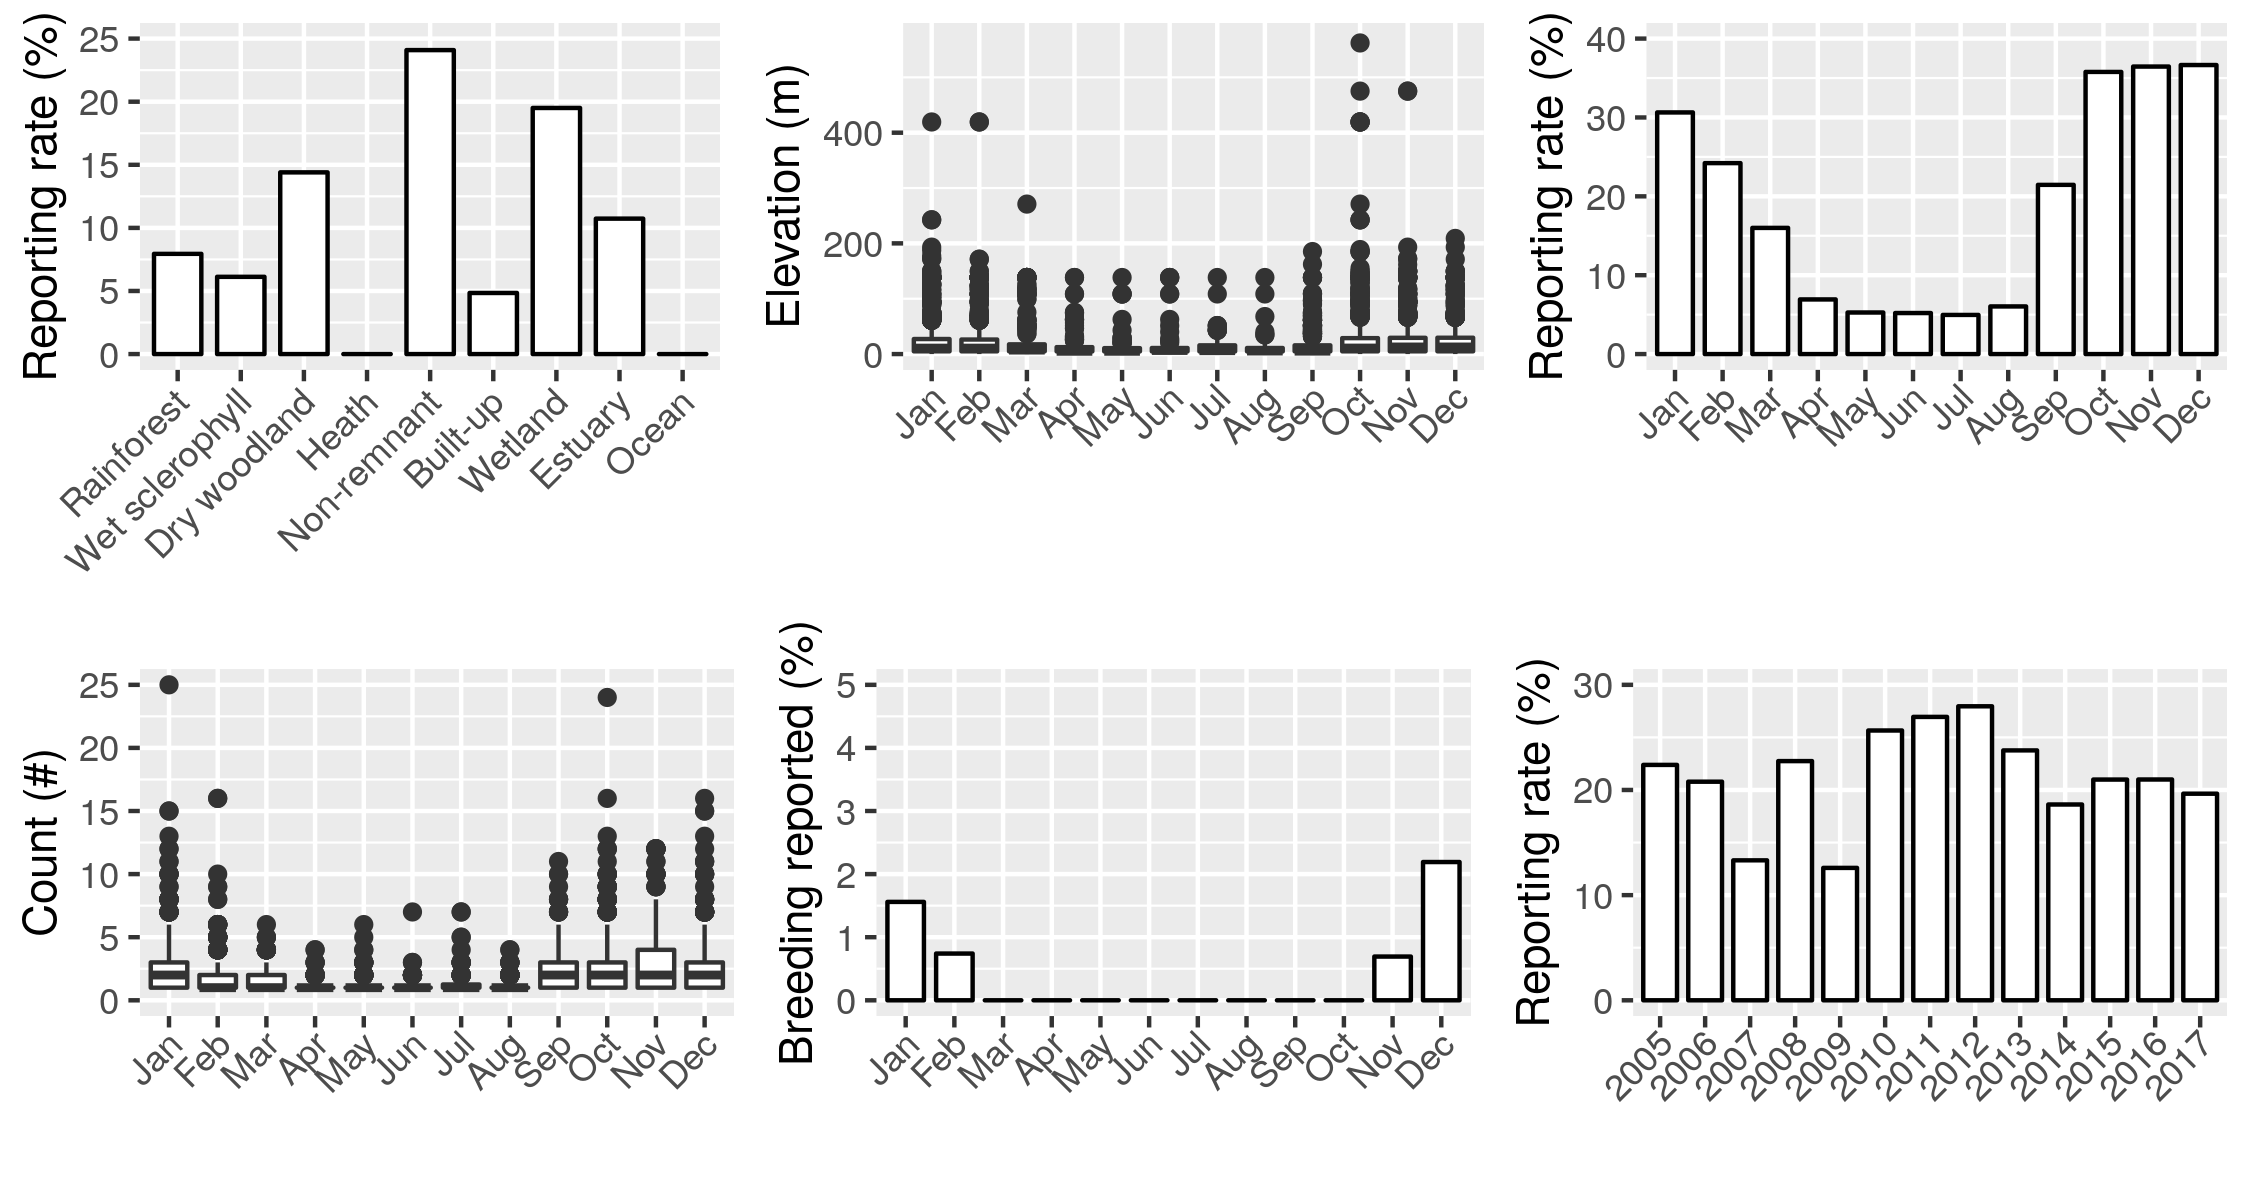 Reporting rate (%)
25
20
15
10
5
0
Rainforest
Wet sclerophyll
Dry woodland
Heath
Non-remnant
Built-up
Wetland
Estuary
Ocean
Elevation (m)
400
200
0
Jan
Feb
Mar
Apr
May
Jun
Jul
Aug
Sep
Oct
Nov
Dec
Reporting rate (%)
40
30
20
10
0
Jan
Feb
Mar
Apr
May
Jun
Jul
Aug
Sep
Oct
Nov
Dec
Count (#)
25
20
15
10
5
0
Jan
Feb
Mar
Apr
May
Jun
Jul
Aug
Sep
Oct
Nov
Dec
Breeding reported (%)
5
4
3
2
1
0
Jan
Feb
Mar
Apr
May
Jun
Jul
Aug
Sep
Oct
Nov
Dec
Reporting rate (%)
30
20
10
0
2005
2006
2007
2008
2009
2010
2011
2012
2013
2014
2015
2016
2017